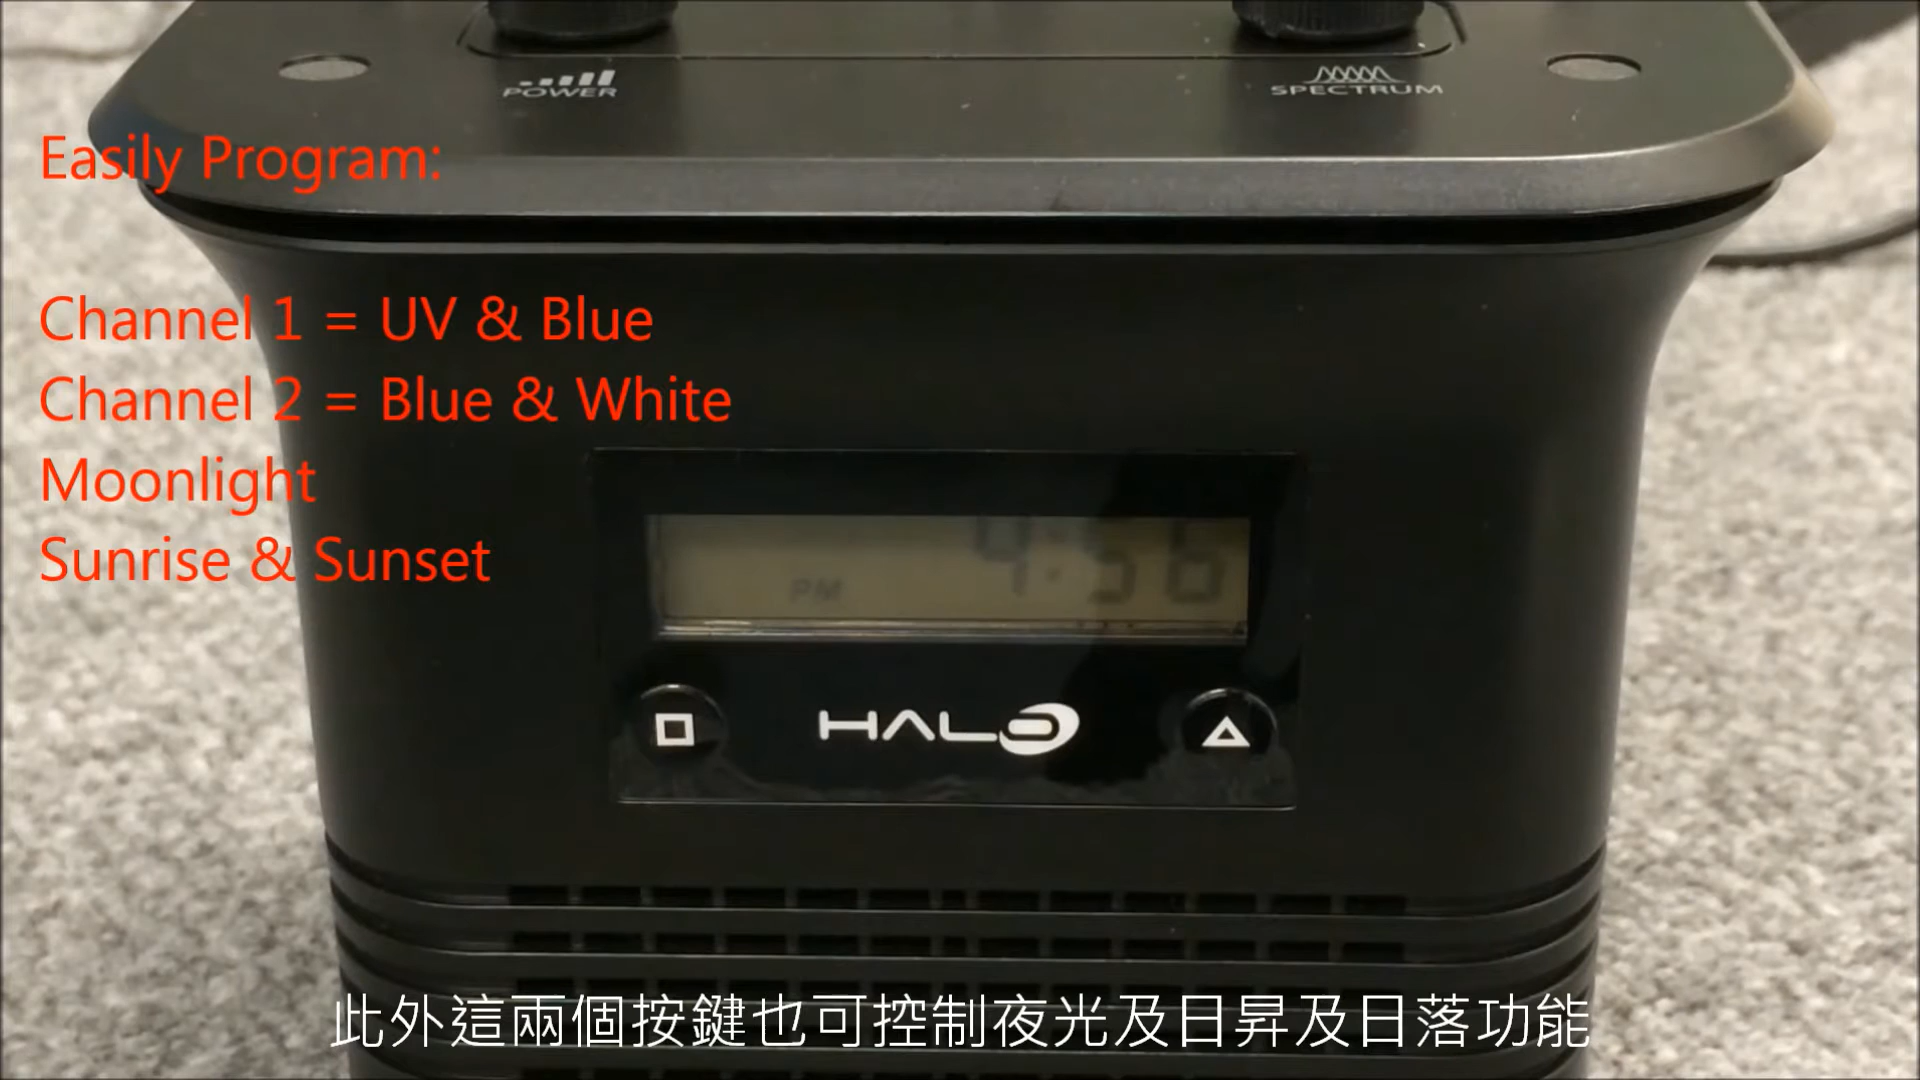 POWER
SPECTRUM
Easily Program:
Channel 1 = UV & Blue
Channel 2 = Blue & White
Moonlight
Sunrise & Sunset
4:56
PM
HALO
此外這兩個按鍵也可控制夜光及日昇及日落功能